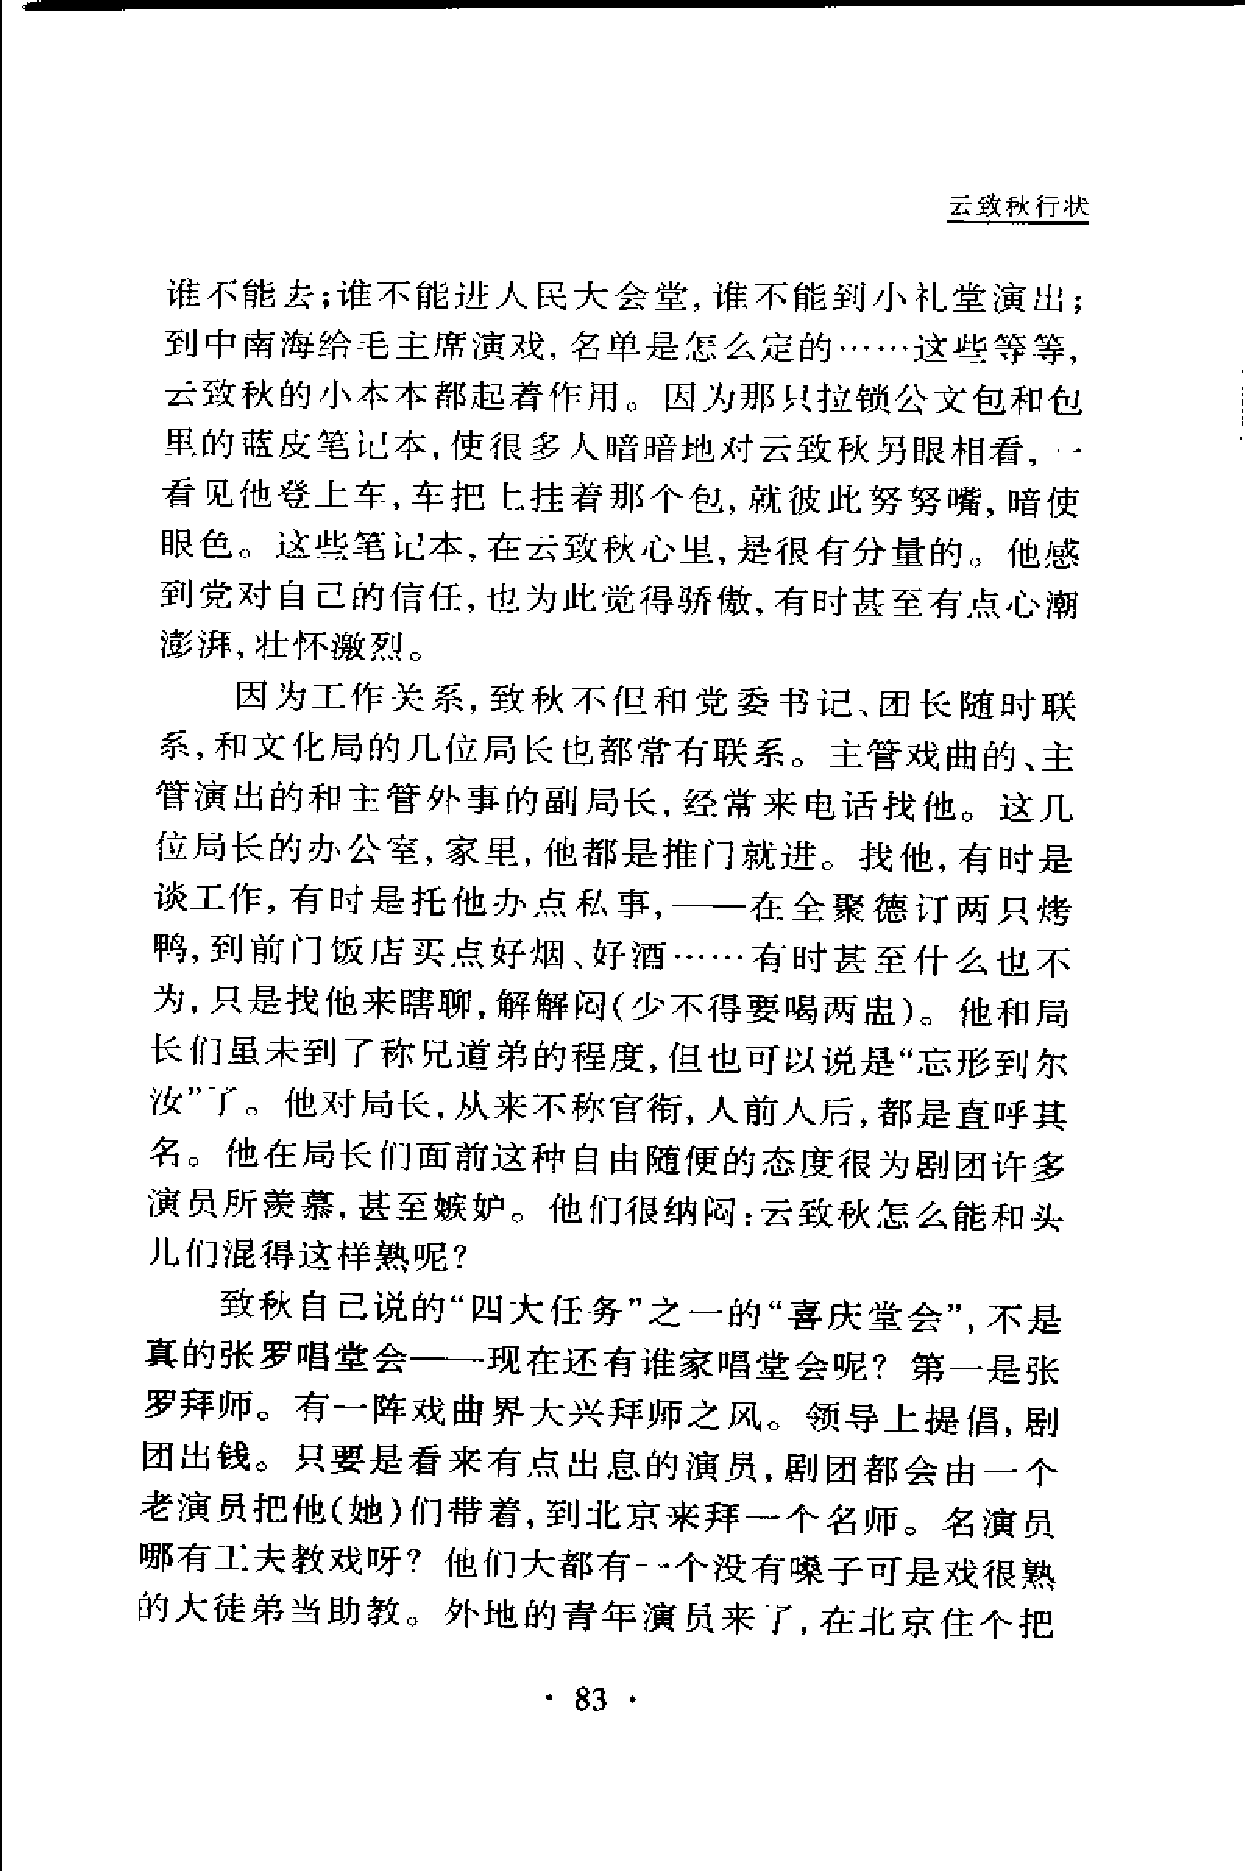 云致秋行状
谁不能去;谁不能进人民大会堂,谁不能到小礼堂演出;
到中南海给毛主席演戏,名单是怎么定的……这些等等,
云致秋的小本本都起着作用。因为那只拉锁公文包和包
里的蓝皮笔记本,使很多人暗暗地对云致秋另眼相看,一
看见他登上车,车把上挂着那个包,就彼此努努嘴,暗使
眼色。这些笔记本,在云致秋心里,是很有分量的。他感
到党对自己的信任,也为此觉得骄傲,有时甚至有点心潮
澎湃,壮怀激烈。
因为工作关系,致秋不但和党委书记、团长随时联
系,和文化局的几位局长也都常有联系。主管戏曲的、主
管演出的和主管外事的副局长,经常来电话找他。这几
位局长的办公室,家里,他都是推门就进。找他,有时是
谈工作,有时是托他办点私事,——在全聚德订两只烤
鸭,到前门饭店买点好烟、好酒……有时甚至什么也不
为,只是找他来瞎聊,解解闷(少不得要喝两盅)。他和局
长们虽未到了称兄道弟的程度,但也可以说是“忘形到尔
汝”了。他对局长,从来不称官衔,人前人后,都是直呼其
名。他在局长们面前这种自由随便的态度很为剧团许多
演员所羡慕,甚至嫉妒。他们很纳闷:云致秋怎么能和头
儿们混得这样熟呢?
致秋自己说的“四大任务”之一的“喜庆堂会”,不是
真的张罗唱堂会——现在还有谁家唱堂会呢?第一是张
罗拜师。有一阵戏曲界大兴拜师之风。领导上提倡,剧
团出钱。只要是看来有点出息的演员,剧团都会由一个
老演员把他(她)们带着,到北京来拜一个名师。名演员
哪有工夫教戏呀?他们大都有一个没有嗓子可是戏很熟
的大徒弟当助教。外地的青年演员来了,在北京住个把
· 83 ·